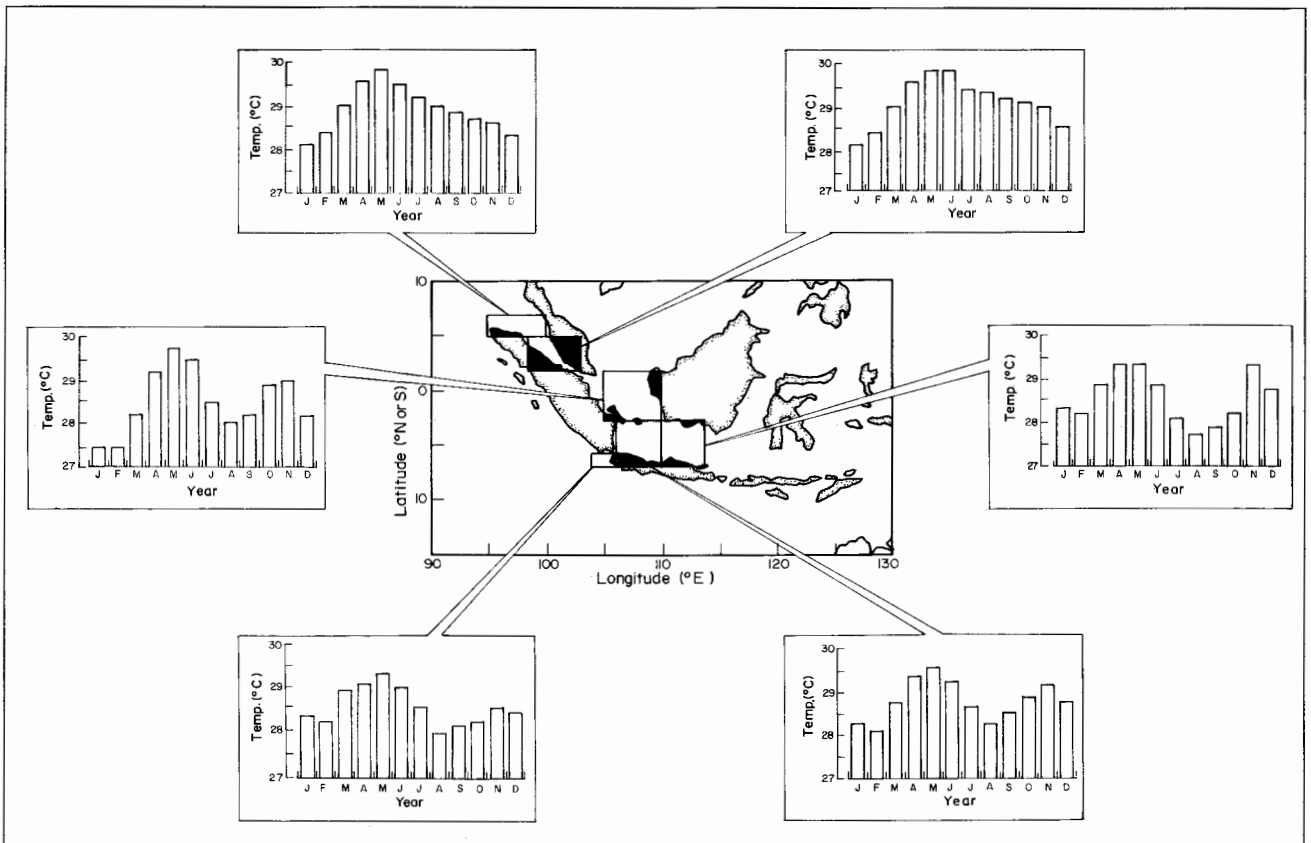 30
29
28
27
Temp. (°C)
J F M A M J J A S O N D
Year
30
29
28
27
Temp. (°C)
J F M A M J J A S O N D
Year
30
29
28
27
Temp. (°C)
J F M A M J J A S O N D
Year
10
0
10
Latitude (°N or S)
90 100 110 120 130
Longitude (°E)
30
29
28
27
Temp. (°C)
J F M A M J J A S O N D
Year
30
29
28
27
Temp. (°C)
J F M A M J J A S O N D
Year
30
29
28
27
Temp.(°C)
J F M A M J J A S O N D
Year